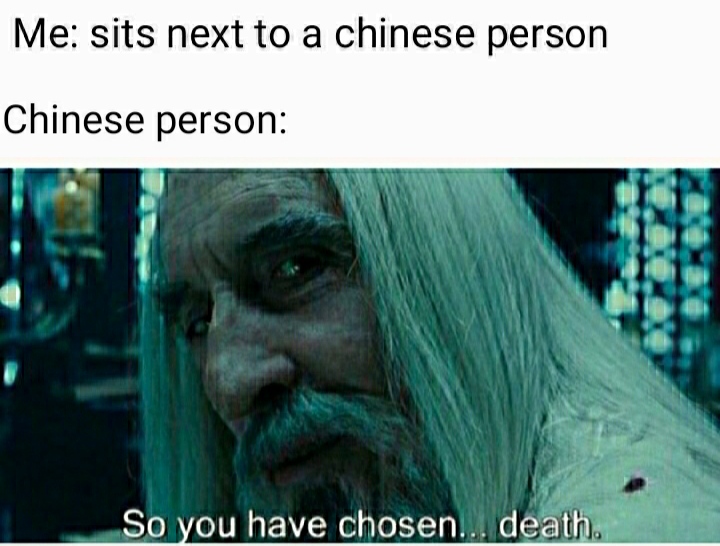 Me: sits next to a chinese person
Chinese person:
So you have chosen... death.